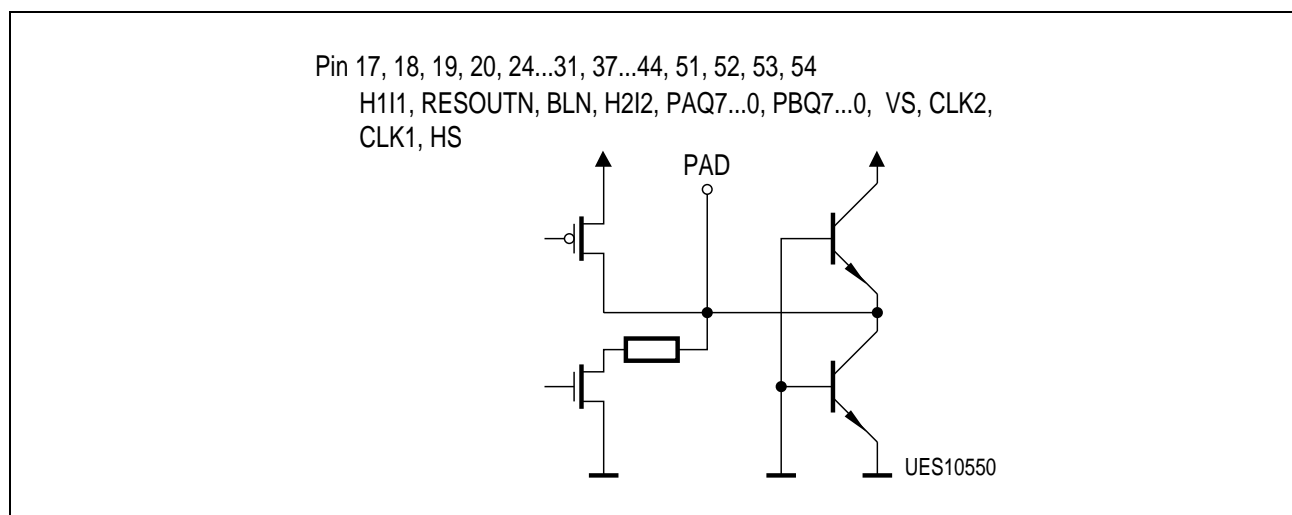 Pin 17, 18, 19, 20, 24...31, 37...44, 51, 52, 53, 54
H1I1, RESOUTN, BLN, H2I2, PAQ7...0, PBQ7...0, VS, CLK2,
CLK1, HS
PAD
UES10550